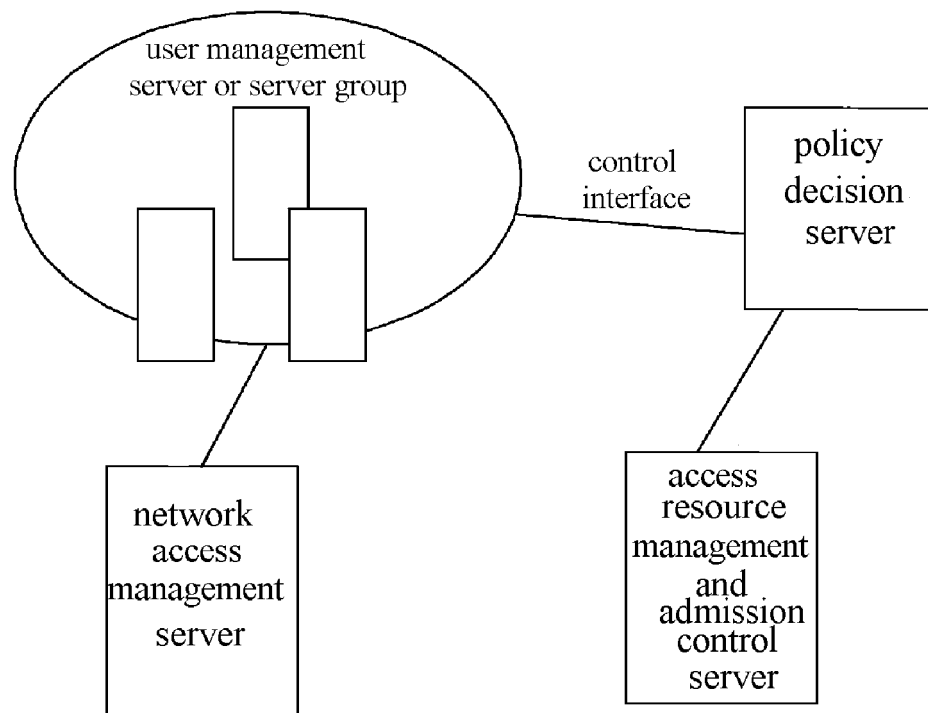 user management
server or server group
control
interface
policy
decision
server
network
access
management
server
access
resource
management
and
admission
control
server